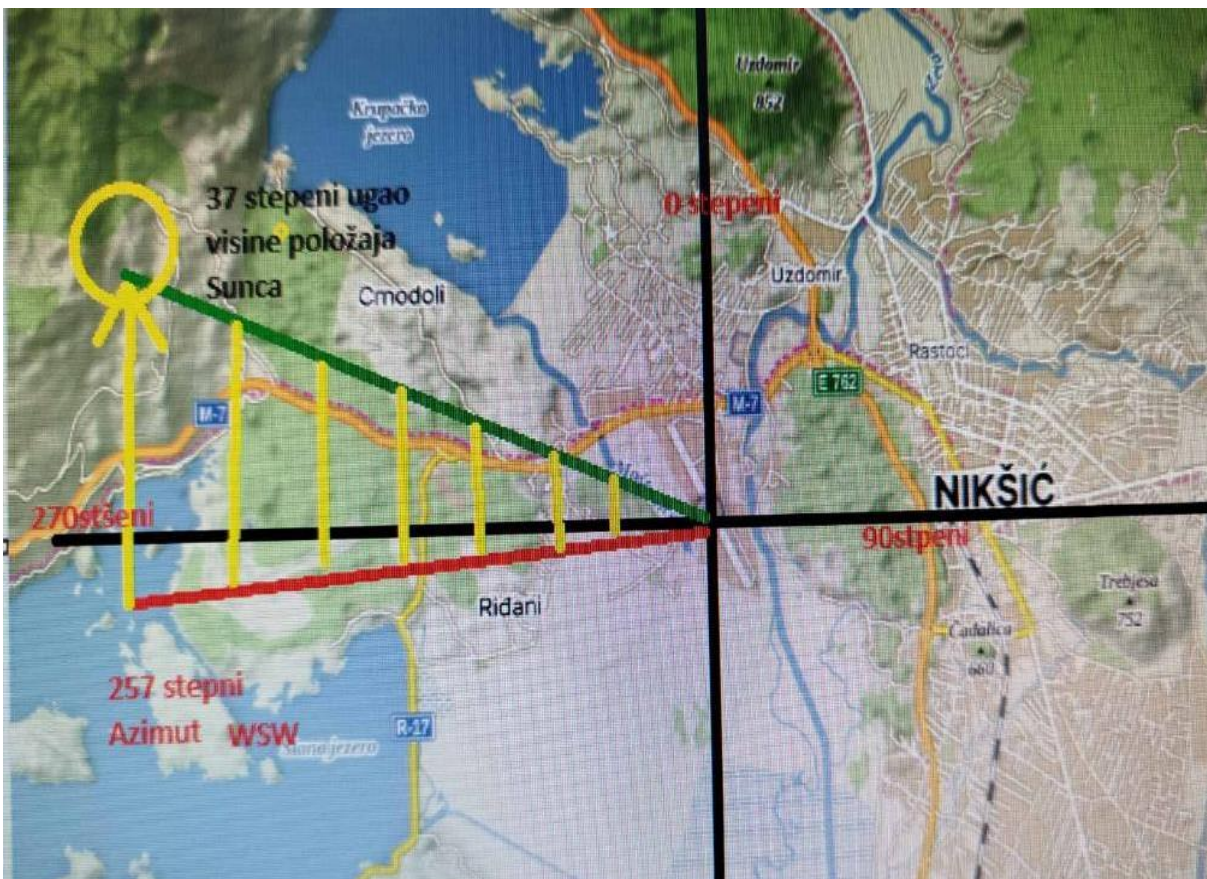 Uzdomir
852
Krupačko
jezero
37 stepeni ugao
visine položaja
Sunca
0 stepeni
Crnodoli
Uzdomir
Rastoci
E 762
M-7
M-7
NIKŠIĆ
270stšeni
90stpeni
Trebjesa
752
Riđani
Čađalica
660
257 stepni
Azimut WSW
Slano jezero
R-17